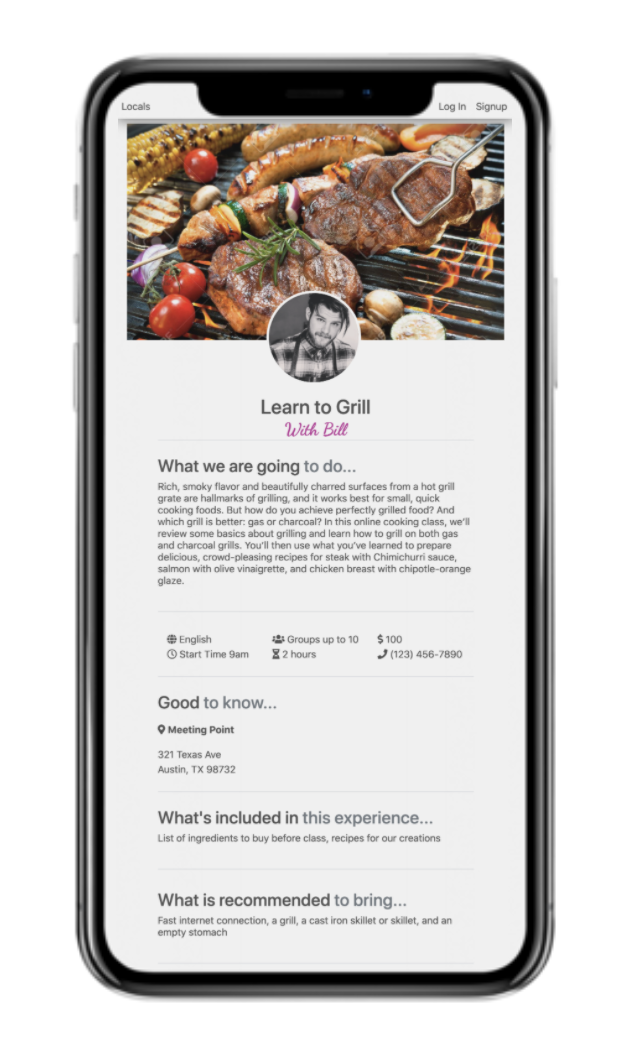 Locals Log In Signup
Learn to Grill
With Bill
What we are going to do...
Rich, smoky flavor and beautifully charred surfaces from a hot grill
grate are hallmarks of grilling, and it works best for small, quick
cooking foods. But how do you achieve perfectly grilled food? And
which grill is better: gas or charcoal? In this online cooking class, we'll
review some basics about grilling and learn how to grill on both gas
and charcoal grills. You'll then use what you've learned to prepare
delicious, crowd-pleasing recipes for steak with Chimichurri sauce,
salmon with olive vinaigrette, and chicken breast with chipotle-orange
glaze.
English Groups up to 10 $ 100
Start Time 9am 2 hours (123) 456-7890
Good to know...
Meeting Point
321 Texas Ave
Austin, TX 98732
What's included in this experience...
List of ingredients to buy before class, recipes for our creations
What is recommended to bring...
Fast internet connection, a grill, a cast iron skillet or skillet, and an
empty stomach